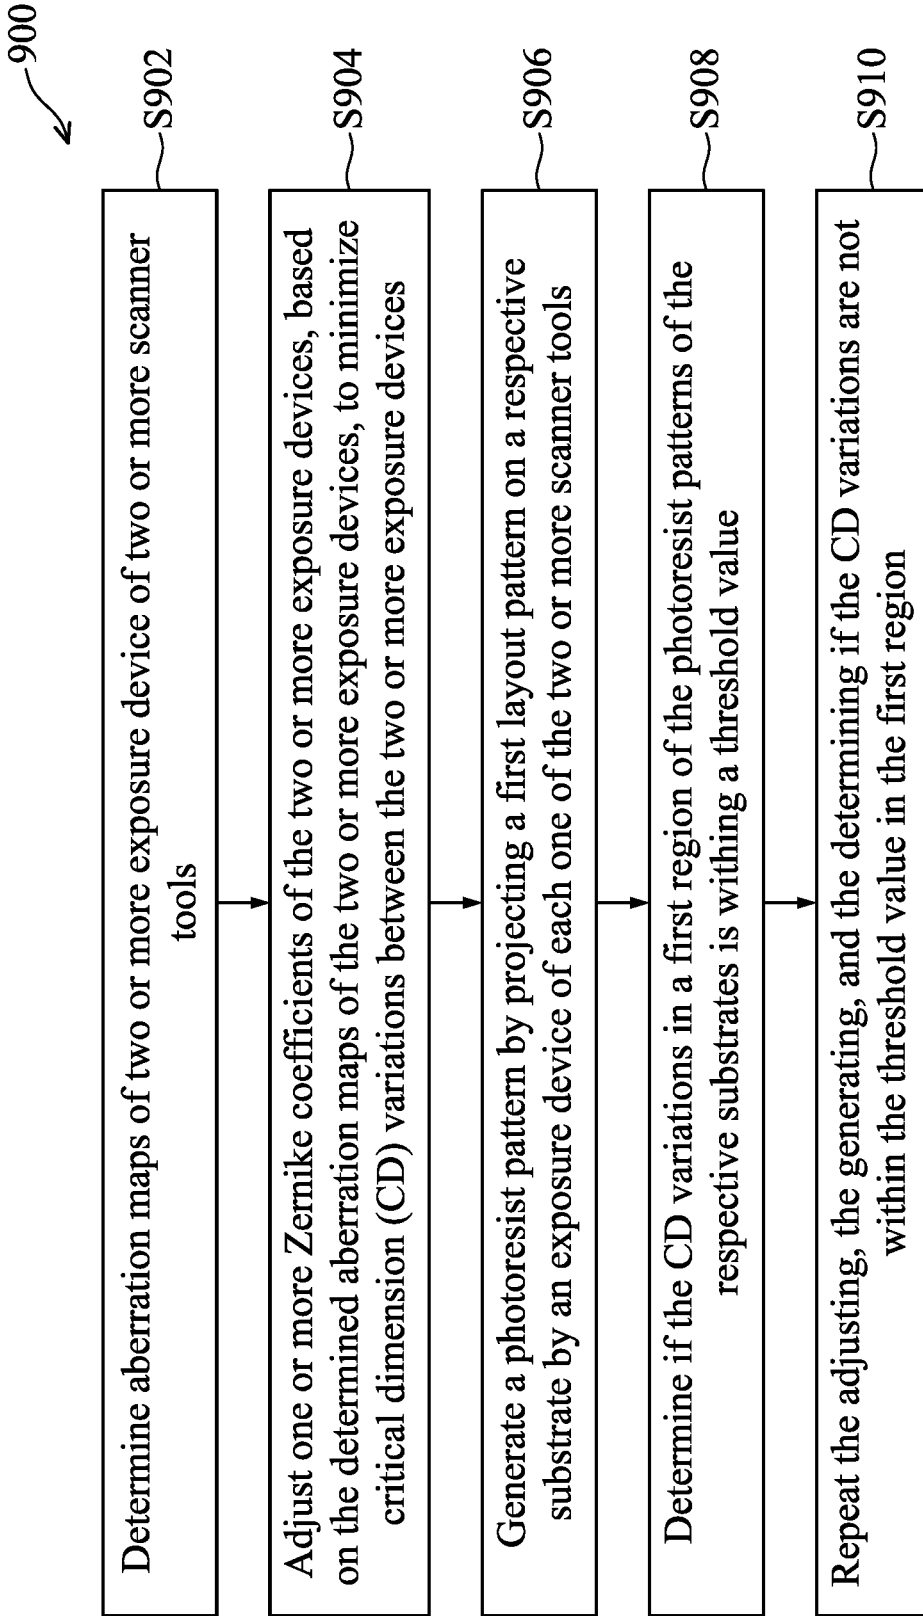 900
Determine aberration maps of two or more exposure device of two or more scanner
tools
S902
Adjust one or more Zernike coefficients of the two or more exposure devices, based
on the determined aberration maps of the two or more exposure devices, to minimize
critical dimension (CD) variations between the two or more exposure devices
S904
Generate a photoresist pattern by projecting a first layout pattern on a respective
substrate by an exposure device of each one of the two or more scanner tools
S906
Determine if the CD variations in a first region of the photoresist patterns of the
respective substrates is withing a threshold value
S908
Repeat the adjusting, the generating, and the determining if the CD variations are not
within the threshold value in the first region
S910